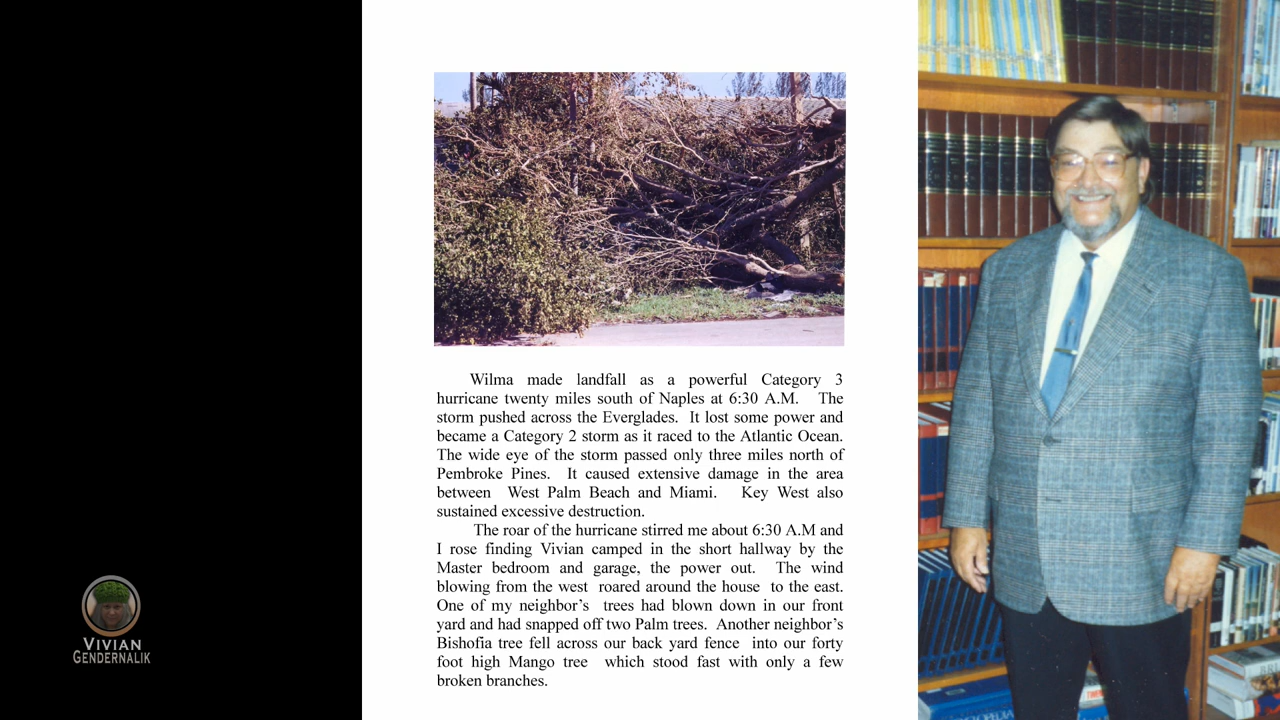 Wilma made landfall as a powerful Category 3
hurricane twenty miles south of Naples at 6:30 A.M. The
storm pushed across the Everglades. It lost some power and
became a Category 2 storm as it raced to the Atlantic Ocean.
The wide eye of the storm passed only three miles north of
Pembroke Pines. It caused extensive damage in the area
between West Palm Beach and Miami. Key West also
sustained excessive destruction.
The roar of the hurricane stirred me about 6:30 A.M and
I rose finding Vivian camped in the short hallway by the
Master bedroom and garage, the power out. The wind
blowing from the west roared around the house to the east.
One of my neighbor's trees had blown down in our front
yard and had snapped off two Palm trees. Another neighbor's
Bishofia tree fell across our back yard fence into our forty
foot high Mango tree which stood fast with only a few
broken branches.
VIVIAN
GENDERNALIK